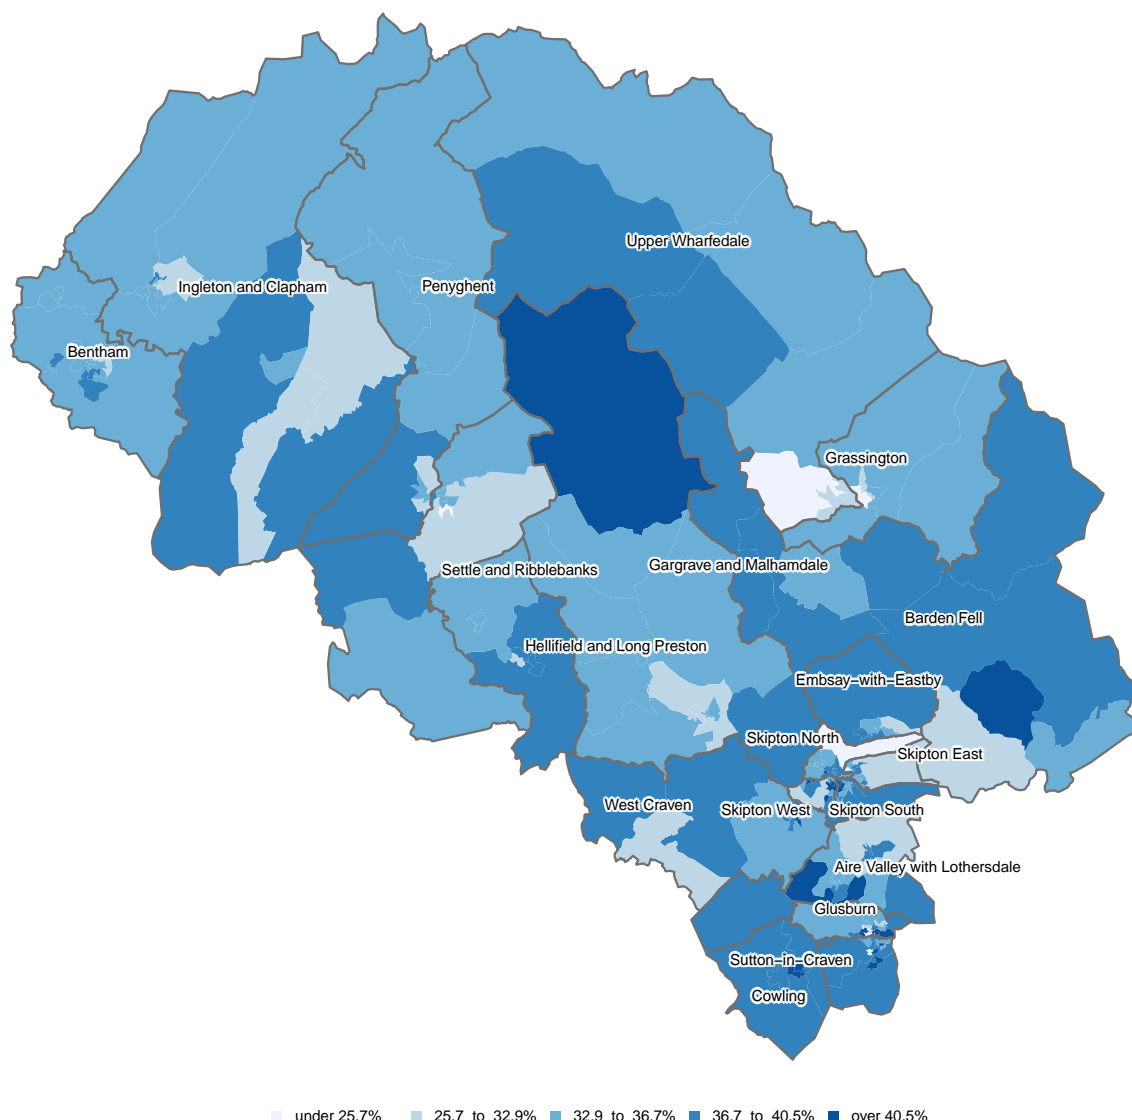 Upper Wharfedale
Ingleton and Clapham
Penyghent
Bentham
Grassington
Settle and Ribblebanks
Gargrave and Malhamdale
Barden Fell
Hellifield and Long Preston
Embsay−with−Eastby
Skipton North
Skipton East
West Craven
Skipton West
Skipton South
Aire Valley with Lothersdale
Glusburn
Sutton−in−Craven
Cowling
under 25.7% 25.7 to 32.9% 32.9 to 36.7% 36.7 to 40.5% over 40.5%